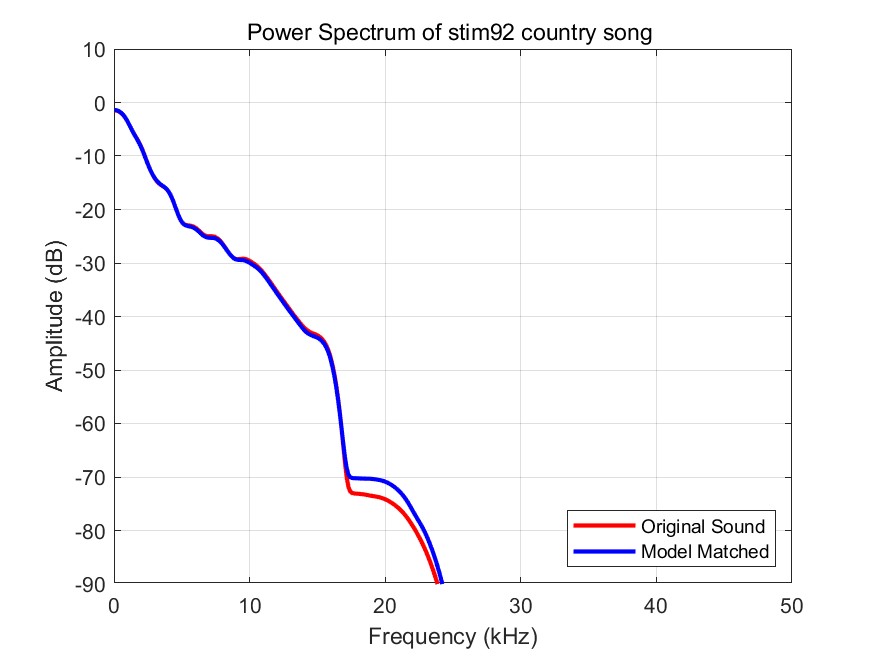 Power Spectrum of stim92 country song
10
0
-10
-20
-30
-40
-50
-60
-70
-80
-90
Amplitude (dB)
Original Sound
Model Matched
0 10 20 30 40 50
Frequency (kHz)